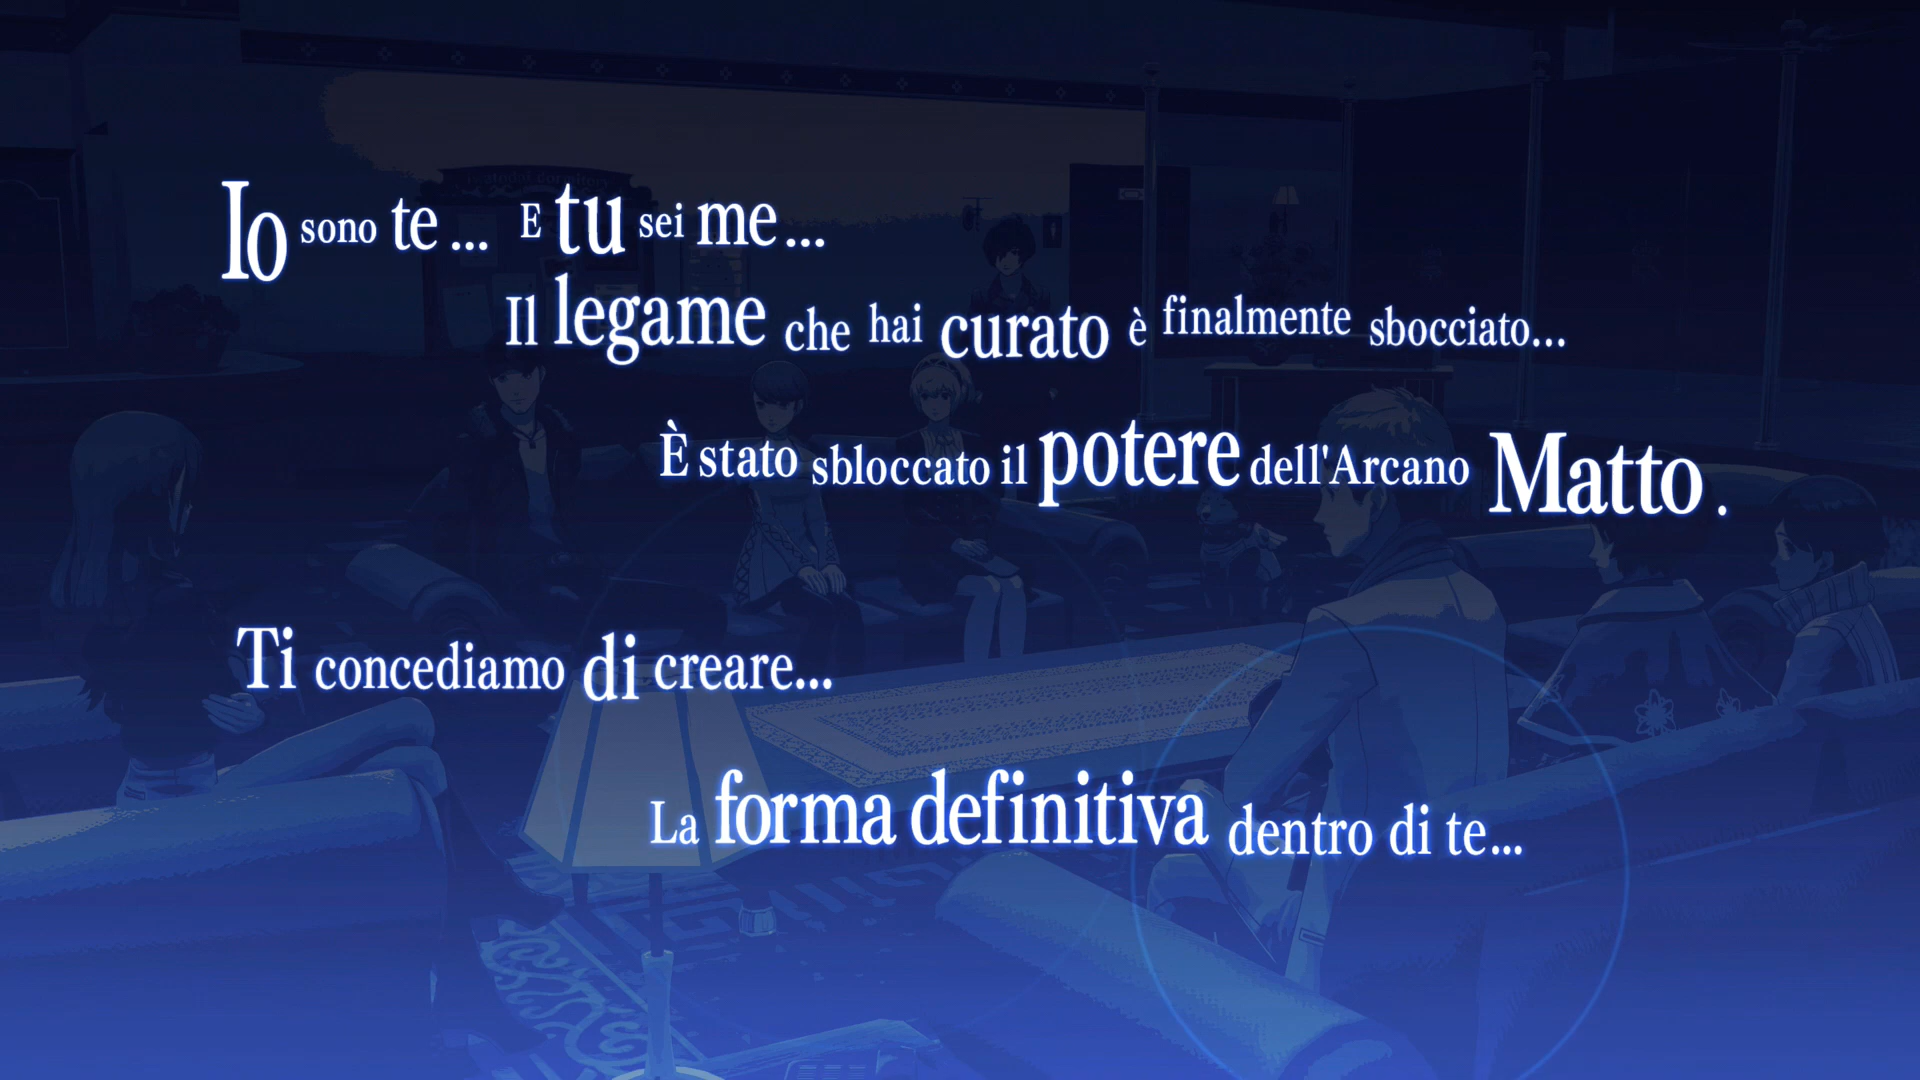 Io sono te... E tu sei me...
Il legame che hai curato è finalmente sbocciato...
È stato sbloccato il potere dell'Arcano Matto.
Ti concediamo di creare...
La forma definitiva dentro di te...